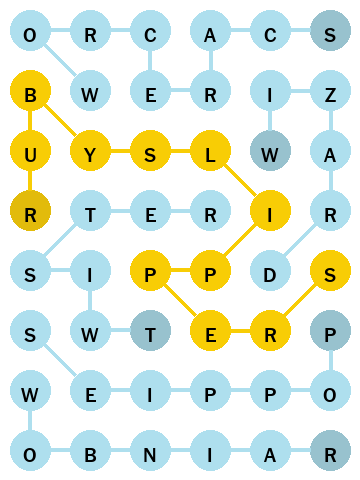 O R C A C S
B W E R I Z
U Y S L W A
R T E R I R
S I P P D S
S W T E R P
W E I P P O
O B N I A R